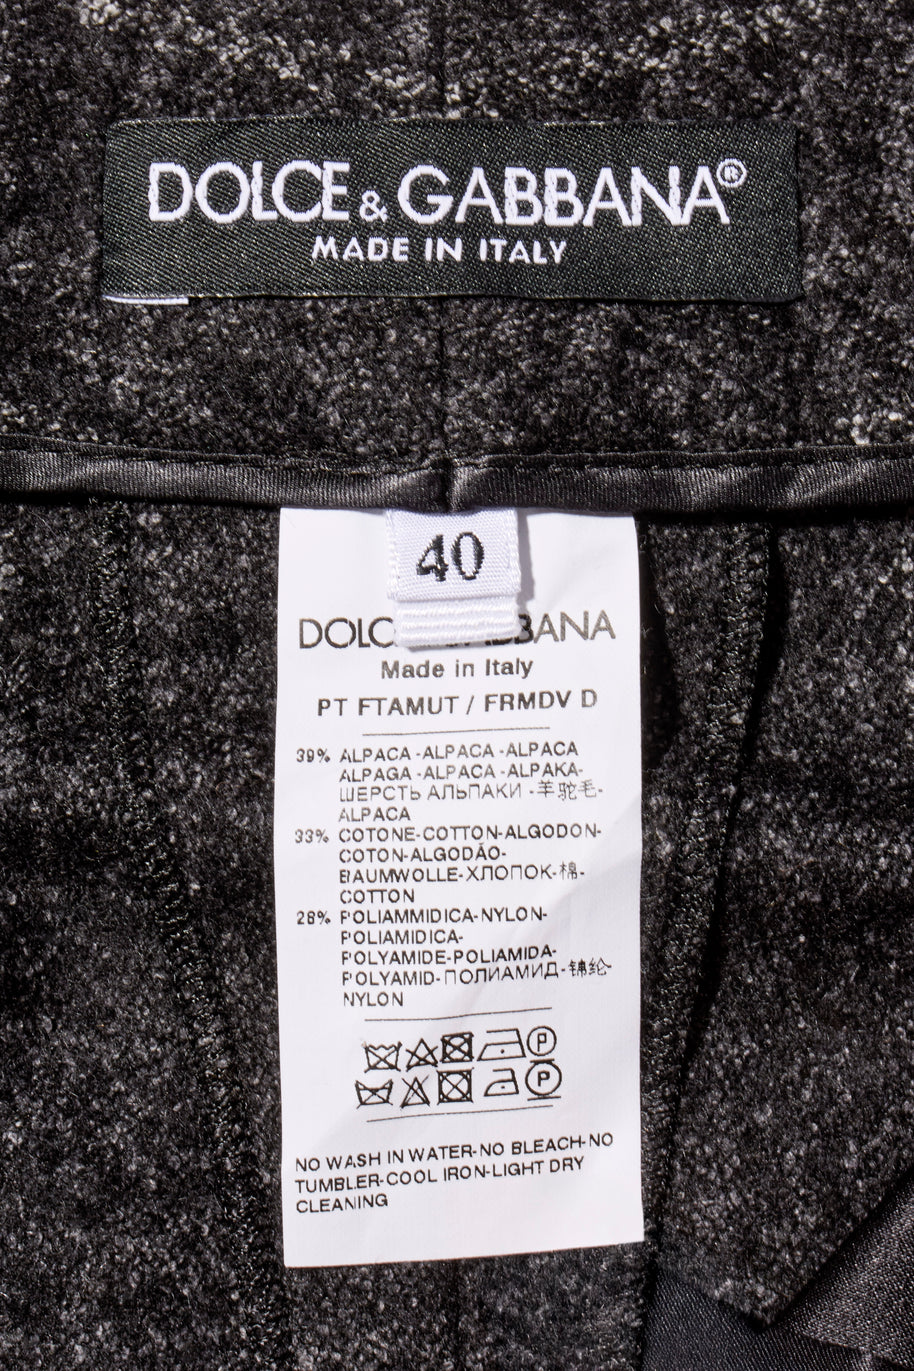 DOLCE & GABBANA®
MADE IN ITALY
40
DOLC BANA
Made in Italy
PT FTAMUT / FRMDV D
39% ALPACA-ALPACA-ALPACA
ALPAGA-ALPACA-ALPAKA-
ШЕРСТЬ АЛЬПАКИ-羊驼毛-
ALPACA
33% COTONE-COTTON-ALGODON-
COTON-ALGODÃO-
BAUMWOLLE-ХЛОПОК-棉-
COTTON
28% POLIAMMIDICA-NYLON-
POLIAMIDICA-
POLYAMIDE-POLIAMIDA-
POLYAMID-ПОЛИАМИД-锦纶-
NYLON
P
P
NO WASH IN WATER-NO BLEACH-NO
TUMBLER-COOL IRON-LIGHT DRY
CLEANING